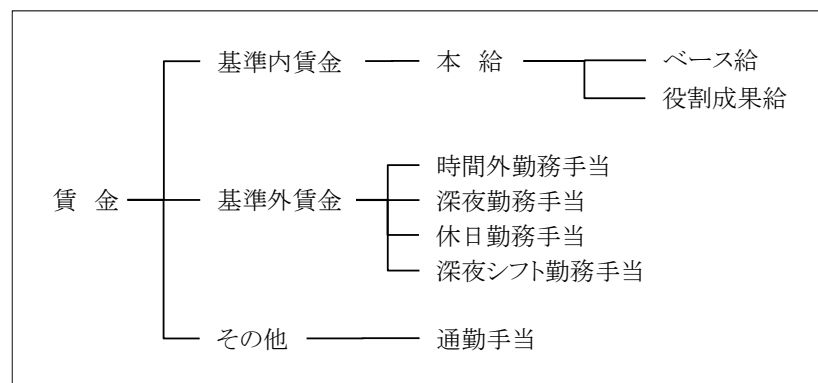 基準内賃金 本 給 ベース給
役割成果給
時間外勤務手当
賃 金 基準外賃金 深夜勤務手当
休日勤務手当
深夜シフト勤務手当
その他 通勤手当